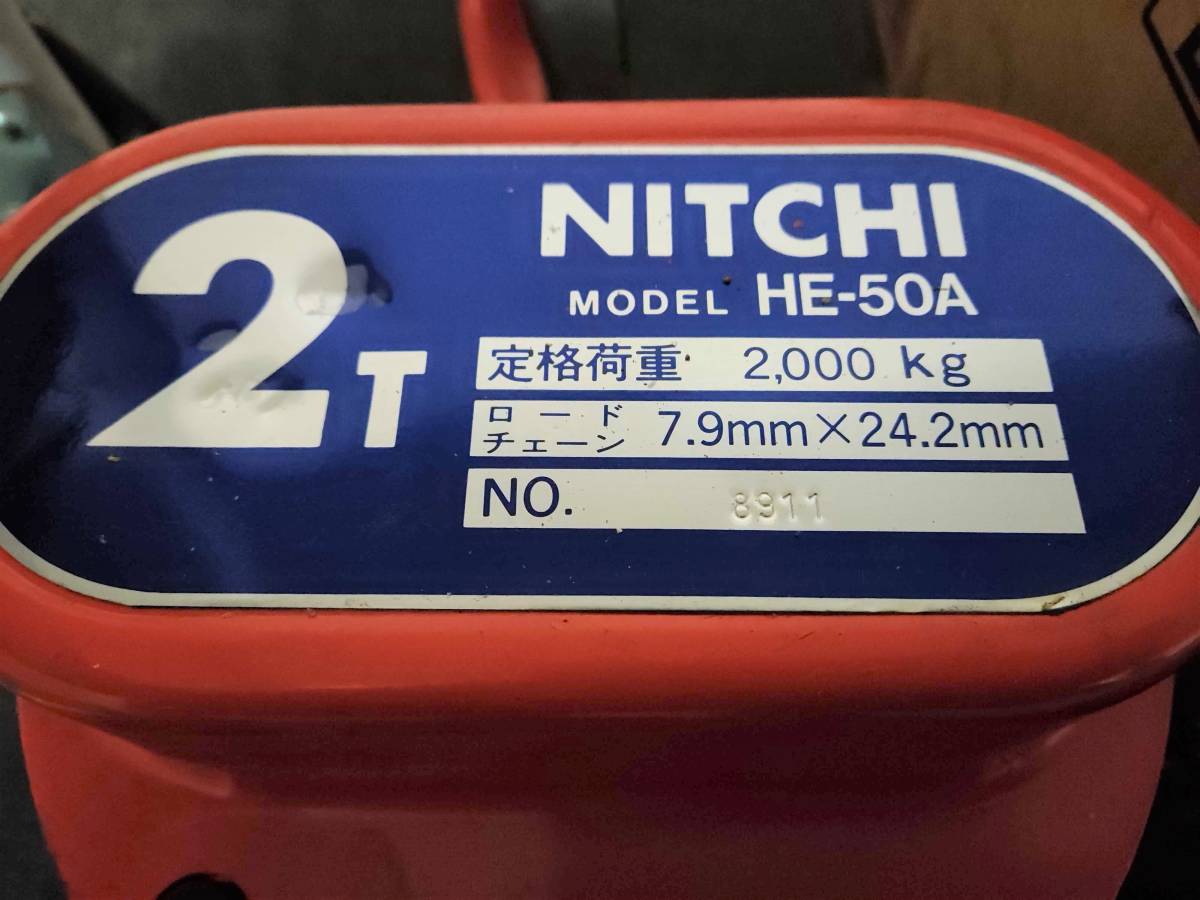 2T
NITCHI
MODEL HE-50A
定格荷重 2,000 kg
ロード
チェーン 7.9mm×24.2mm
NO. 8911